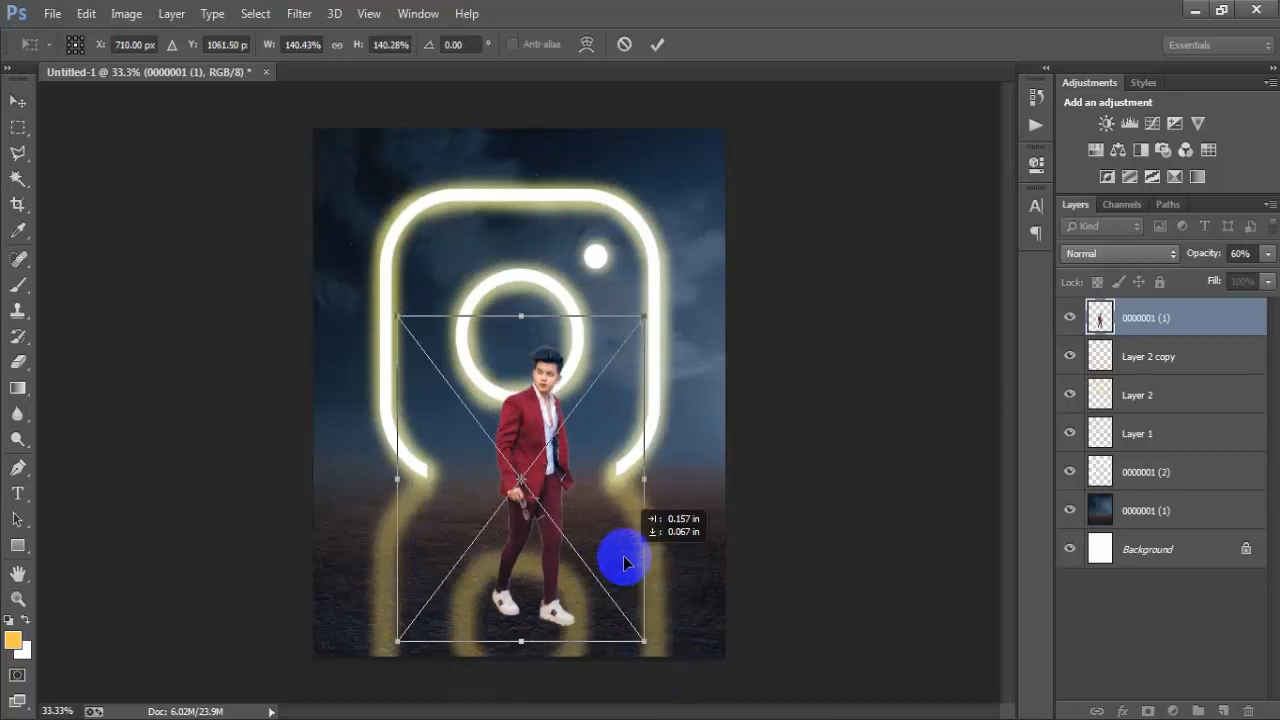 Ps File Edit Image Layer Type Select Filter 3D View Window Help
X: 710.00 px Y: 1061.50 p: W: 140.43% H: 140.28% 0.00 ° Anti-alias Essentials
Untitled-1 @ 33.3% (0000001 (1), RGB/8) * ×
Adjustments Styles
Add an adjustment
Layers Channels Paths
Kind
Normal Opacity: 60%
Lock: Fill: 100%
0000001 (1)
Layer 2 copy
Layer 2
Layer 1
0000001 (2)
0000001 (1)
Background
: 0.157 in
: 0.067 in
33.33% Doc: 6.02M/23.9M